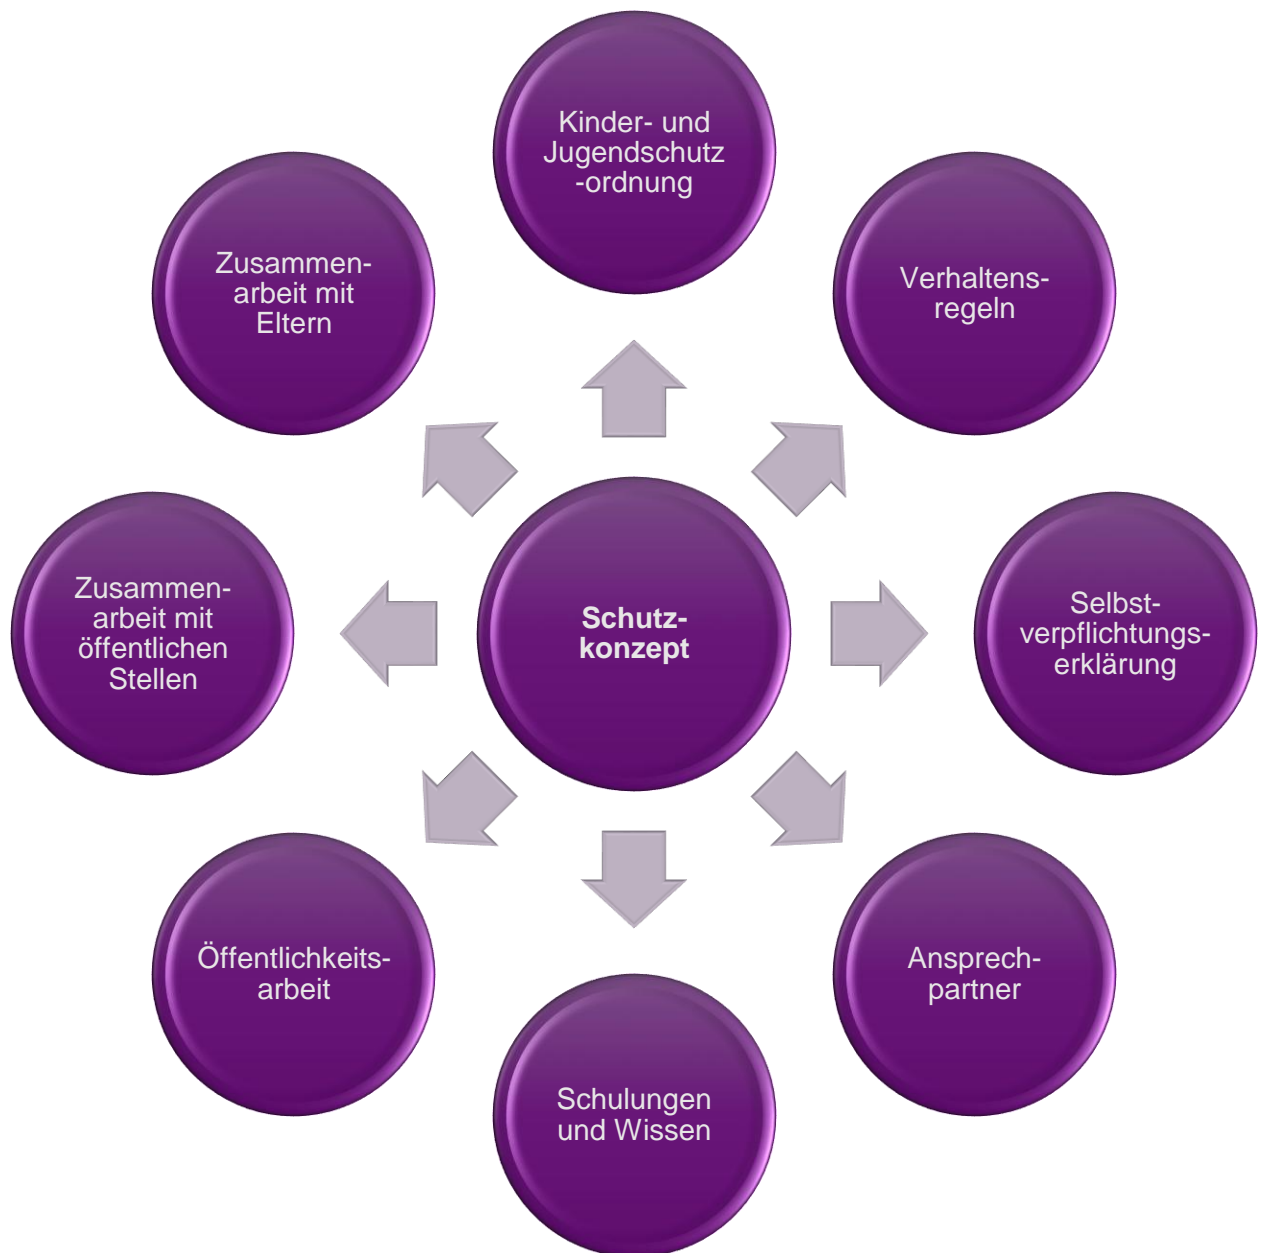 Kinder- und
Jugendschutz
-ordnung
Verhaltens-
regeln
Selbst-
verpflichtungs-
erklärung
Ansprech-
partner
Schulungen
und Wissen
Öffentlichkeits-
arbeit
Zusammen-
arbeit mit
öffentlichen
Stellen
Zusammen-
arbeit mit
Eltern
Schutz-
konzept